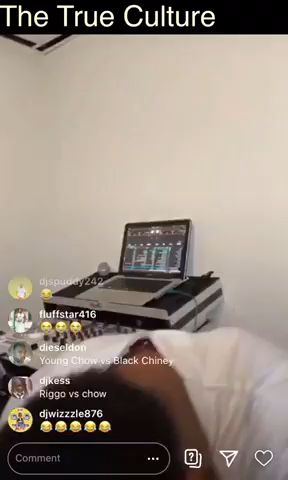 The True Culture
djspuddy242
😂
fluffstar416
😂😂😂
dieseldon
Young Chow vs Black Chiney
djkess
Riggo vs chow
djwizzzle876
😂😂😂😂😂
Comment